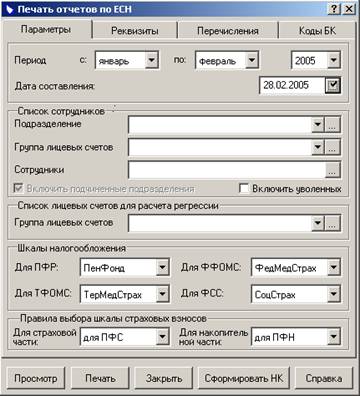 Печать отчетов по ЕСН
Параметры Реквизиты Перечисления Коды БК
Период с: январь по: февраль 2005
Дата составления: 28.02.2005
Список сотрудников
Подразделение ...
Группа лицевых счетов ...
Сотрудники ...
Включить подчиненные подразделения Включить уволенных
Список лицевых счетов для расчета регрессии
Группа лицевых счетов ...
Шкалы налогообложения
Для ПФР: ПенФонд Для ФФОМС: ФедМедСтрах
Для ТФОМС: ТерМедСтрах Для ФСС: СоцСтрах
Правила выбора шкалы страховых взносов
Для страховой части: для ПФС Для накопитель ной части: для ПФН
Просмотр Печать Закрыть Сформировать НК Справка